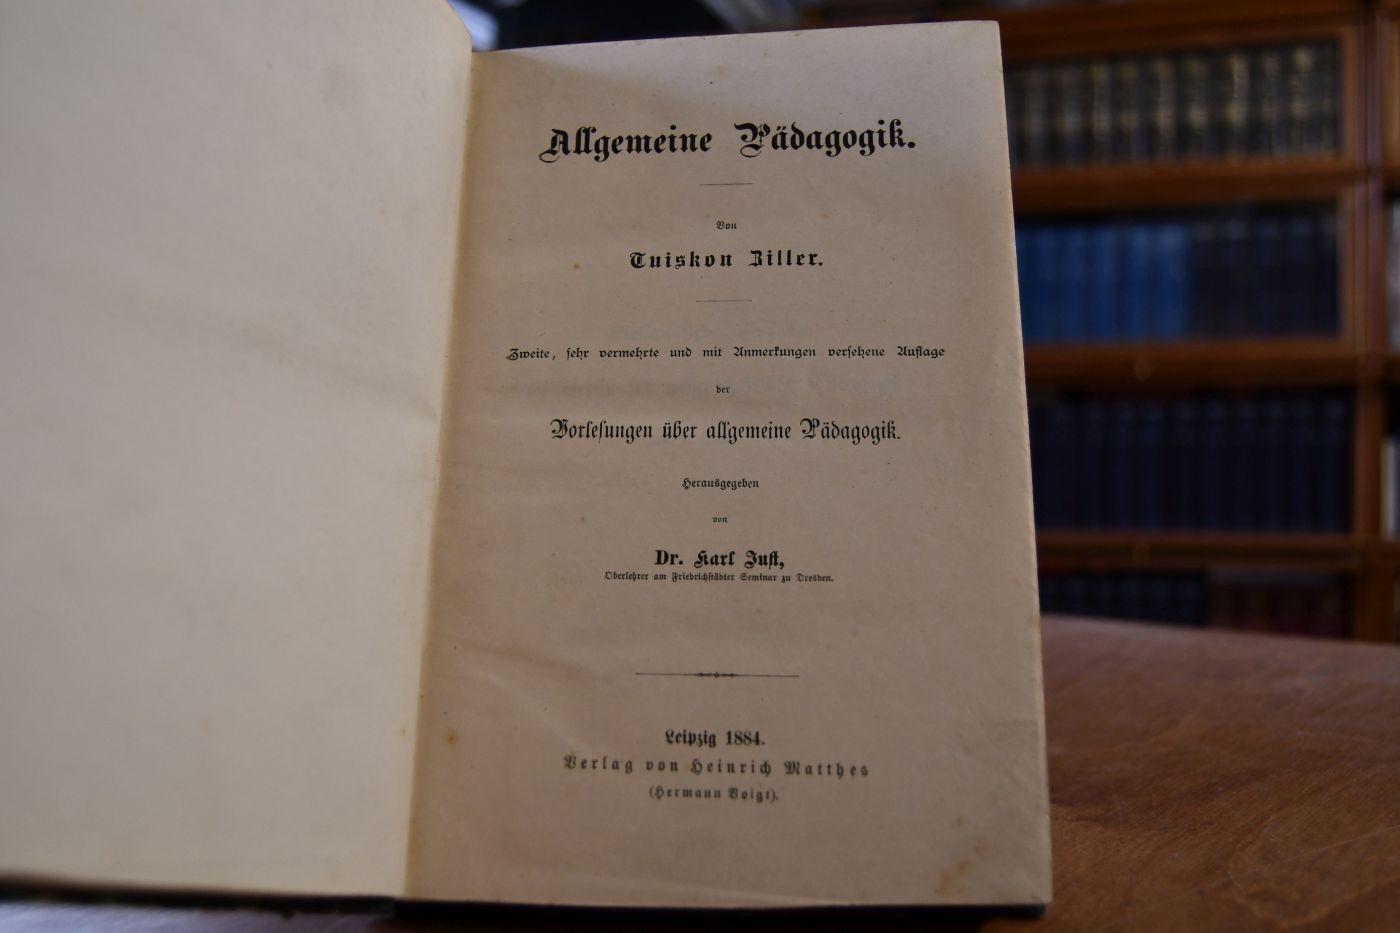 Allgemeine Pädagogik.
Von
Tuiskon Ziller.
Zweite, sehr vermehrte und mit Anmerkungen versehene Auflage
der
Vorlesungen über allgemeine Pädagogik.
Herausgegeben
von
Dr. Karl Just,
Oberlehrer am Friedrichstädter Seminar zu Dresden.
Leipzig 1884.
Verlag von Heinrich Matthes
(Hermann Voigt).